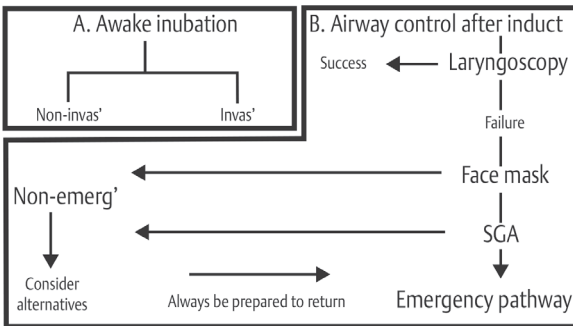 A. Awake inubation
Non-invas’
Invas’
B. Airway control after induct
Success
Laryngoscopy
Failure
Face mask
Non-emerg’
SGA
Consider
alternatives
Always be prepared to return
Emergency pathway